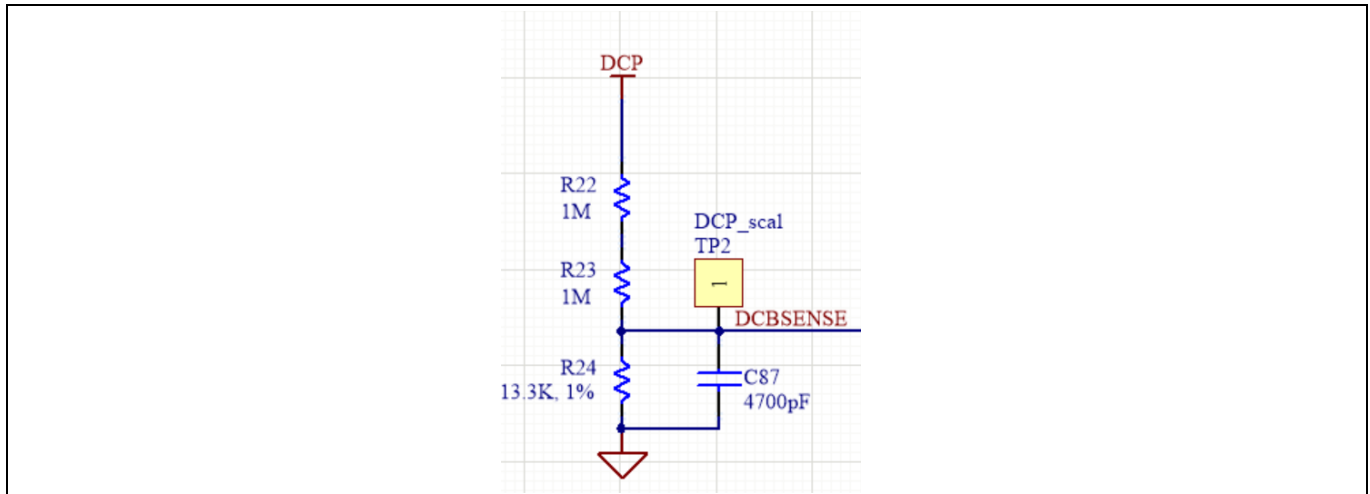 DCP
R22
1M
DCP_scal
TP2
1
R23
1M
DCBSENSE
R24
13.3K, 1%
C87
4700pF